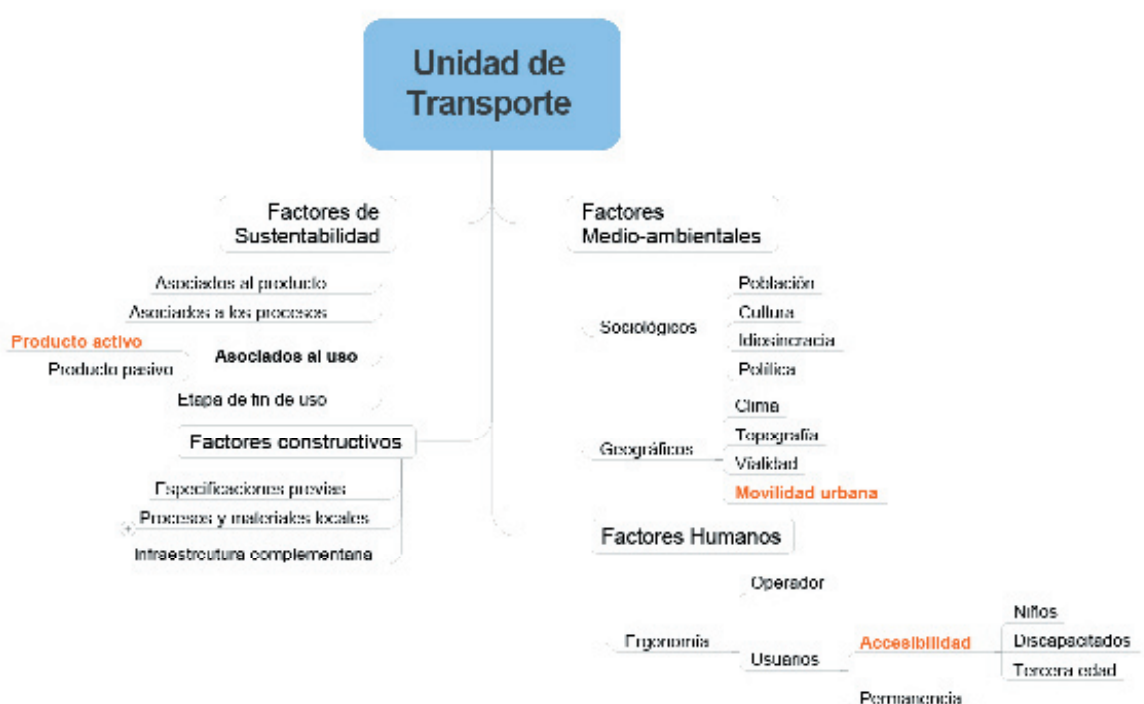 Unidad de
Transporte
Factores de
Sustentabilidad
Asociados al producto
Asociados a los procesos
Producto activo
Producto pasivo
Asociados al uso
Etapa de fin de uso
Factores constructivos
Especificaciones previas
Procesos y materiales locales
Infraestrcutura complementaria
Factores
Medio-ambientales
Sociológicos
Población
Cultura
Idiosincracia
Política
Geográficos
Clima
Topografía
Vialidad
Movilidad urbana
Factores Humanos
Ergonomía
Operador
Usuarios
Accesibilidad
Niños
Discapacitados
Tercera edad
Permanencia